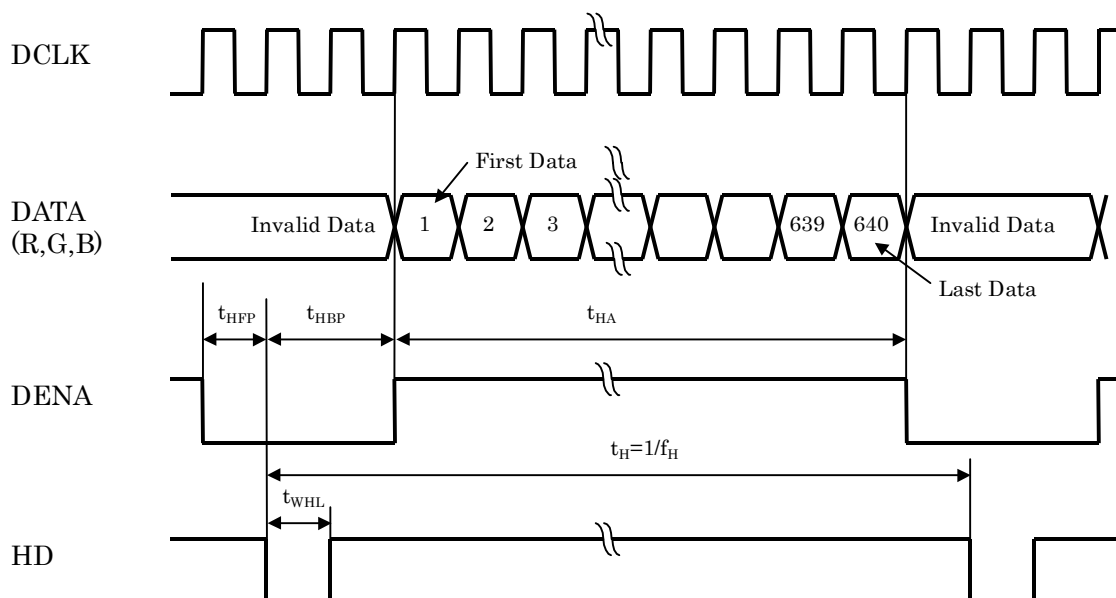 DCLK
First Data
DATA
(R,G,B)
Invalid Data 1 2 3 639 640 Invalid Data
Last Data
tHFP tHBP tHA
DENA
tH=1/fH
tWHL
HD